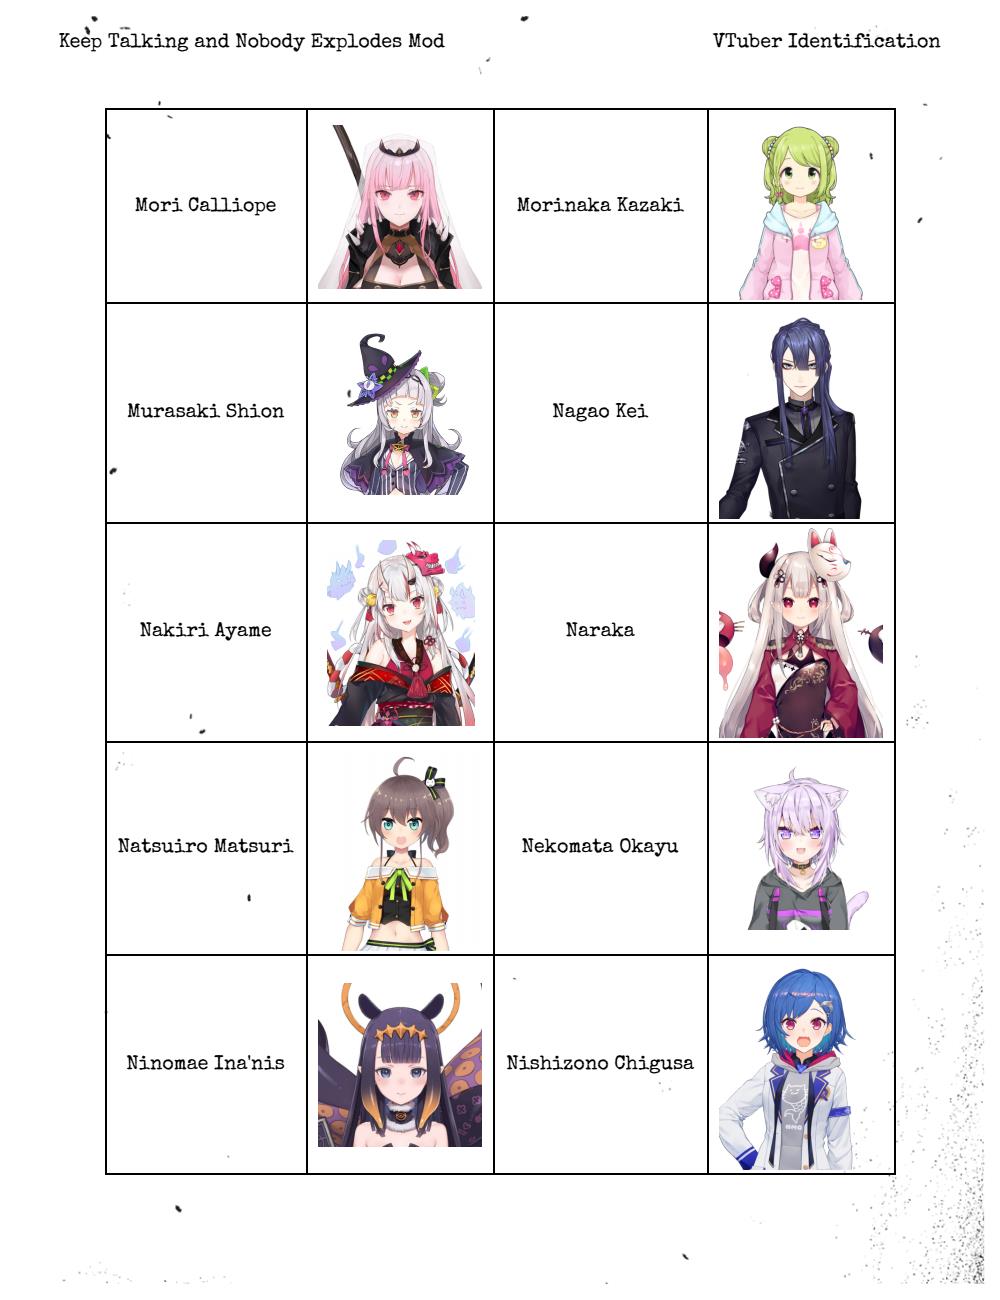 Keep Talking and Nobody Explodes Mod
VTuber Identification
Mori Calliope
Morinaka Kazaki
Murasaki Shion
Nagao Kei
Nakiri Ayame
Naraka
Natsuiro Matsuri
Nekomata Okayu
Ninomae Ina'nis
Nishizono Chigusa